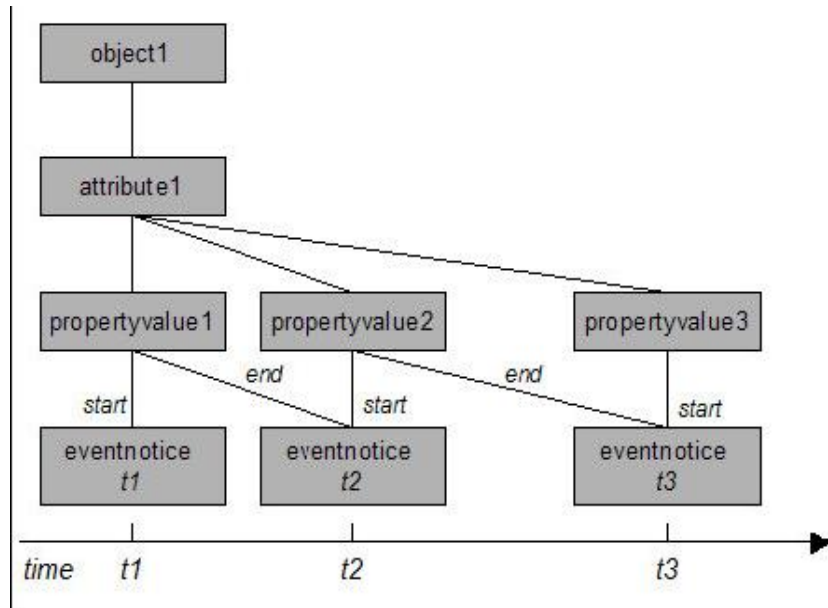 object1
attribute1
propertyvalue1 propertyvalue2 propertyvalue3
end end
start start start
eventnotice eventnotice eventnotice
t1 t2 t3
time t1 t2 t3